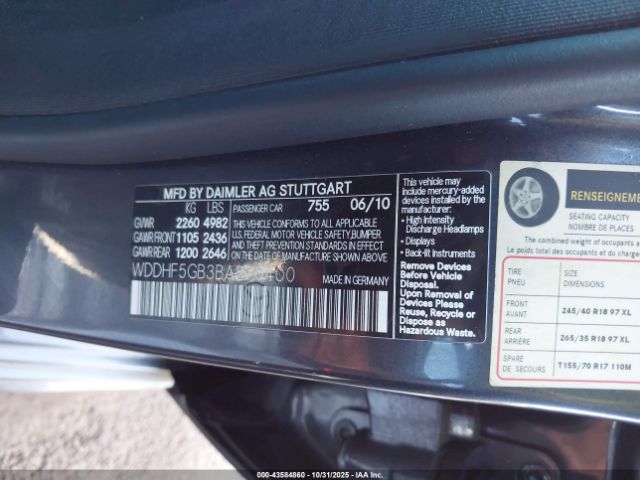 MFD BY DAIMLER AG STUTTGART
KG LBS
PASSENGER CAR 755 06/10
GVWR 2260 4982
GAWR FRONT 1105 2436
GAWR REAR 1200 2646
THIS VEHICLE CONFORMS TO ALL APPLICABLE
U.S. FEDERAL MOTOR VEHICLE SAFETY, BUMPER
AND THEFT PREVENTION STANDARDS
IN EFFECT ON THE DATE OF
MANUFACTURE SHOWN ABOVE.
MADE IN GERMANY
This vehicle may
include mercury-added
devices installed by the
manufacturer:
• High Intensity
Discharge Headlamps
• Displays
• Back-lit Instruments
Remove Devices
Before Vehicle
Disposal.
Upon Removal of
Devices Please
Reuse, Recycle or
Dispose as
Hazardous Waste.
RENSEIGNEME
SEATING CAPACITY
NOMBRE DE PLACES
The combined weight of occupants
Le poids total des occupants et du charge
TIRE SIZE
PNEU DIMENSIONS
FRONT
AVANT
245/40 R18 97 XL
REAR
ARRIÈRE
265/35 R18 97 XL
SPARE
DE SECOURS
T155/70 R17 110M
IAA - 43584860 - 10/31/2025 - COPART